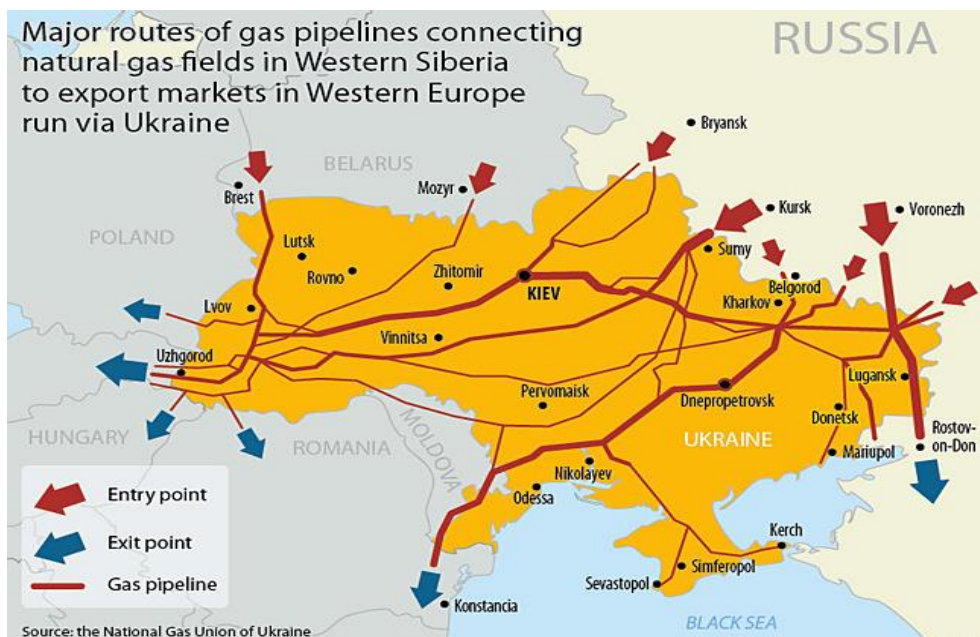 Major routes of gas pipelines connecting
natural gas fields in Western Siberia
to export markets in Western Europe
run via Ukraine
RUSSIA
Bryansk
BELARUS
Mozyr
Brest
Kursk
Voronezh
POLAND
Lutsk
Rovno
Zhitomir
KIEV
Sumy
Belgorod
Kharkov
Lvov
Vinnitsa
Uzhgorod
Pervomaisk
Dnepropetrovsk
Lugansk
Donetsk
HUNGARY
ROMANIA
MOLDOVA
UKRAINE
Mariupol
Rostov-
on-Don
Nikolayev
Odessa
Entry point
Exit point
Gas pipeline
Kerch
Simferopol
Sevastopol
Konstancia
BLACK SEA
Source: the National Gas Union of Ukraine